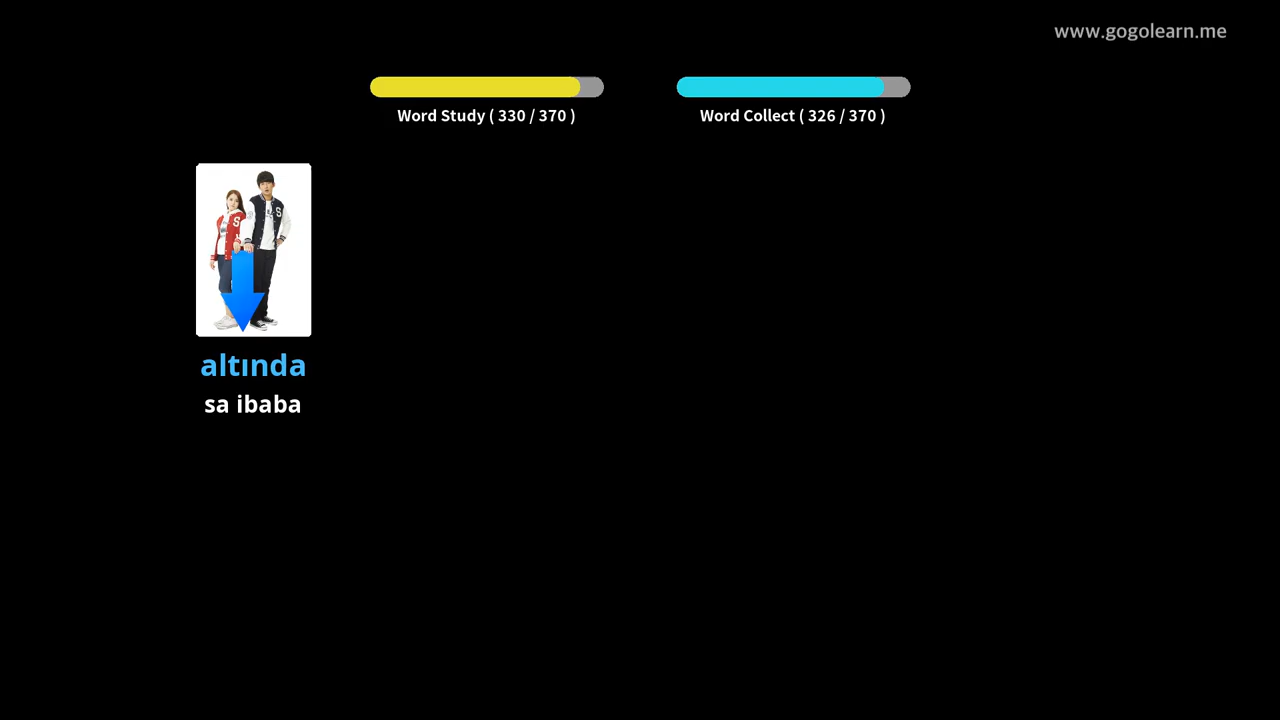 www.gogolearn.me
Word Study ( 330 / 370 )
Word Collect ( 326 / 370 )
S
S
altında
sa ibaba